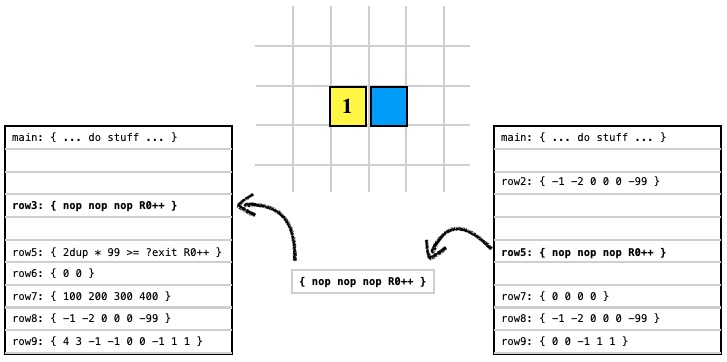 1
main: { ... do stuff ... }
row3: { nop nop nop R0++ }
row5: { 2dup * 99 >= ?exit R0++ }
row6: { 0 0 }
row7: { 100 200 300 400 }
row8: { -1 -2 0 0 0 -99 }
row9: { 4 3 -1 -1 0 0 -1 1 1 }
{ nop nop nop R0++ }
main: { ... do stuff ... }
row2: { -1 -2 0 0 0 -99 }
row5: { nop nop nop R0++ }
row7: { 0 0 0 0 }
row8: { -1 -2 0 0 0 -99 }
row9: { 0 0 -1 1 1 }